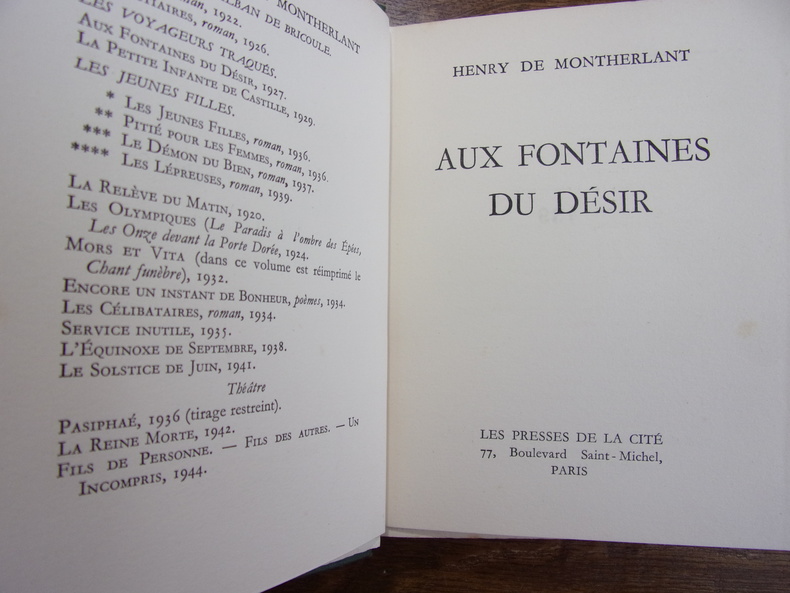 MONTHERLANT
ALBAN DE BRICOULE.
roman, 1922.
roman, 1926.
LES VOYAGEURS TRAQUÉS.
AUX FONTAINES DU DÉSIR, 1927.
LA PETITE INFANTE DE CASTILLE, 1929.
LES JEUNES FILLES.
* LES JEUNES FILLES, roman, 1936.
** PITIÉ POUR LES FEMMES, roman, 1936.
*** LE DÉMON DU BIEN, roman, 1937.
**** LES LÉPREUSES, roman, 1939.
LA RELÈVE DU MATIN, 1920.
LES OLYMPIQUES (Le Paradis à l'ombre des Épées,
Les Onze devant la Porte Dorée, 1924.
MORS ET VITA (dans ce volume est réimprimé le
Chant funèbre), 1932.
ENCORE UN INSTANT DE BONHEUR, poèmes, 1934.
LES CÉLIBATAIRES, roman, 1934.
SERVICE INUTILE, 1935.
L'ÉQUINOXE DE SEPTEMBRE, 1938.
LE SOLSTICE DE JUIN, 1941.
Théâtre
PASIPHAÉ, 1936 (tirage restreint).
LA REINE MORTE, 1942.
FILS DE PERSONNE. — FILS DES AUTRES. — UN
INCOMPRIS, 1944.
HENRY DE MONTHERLANT
AUX FONTAINES
DU DÉSIR
LES PRESSES DE LA CITÉ
77, Boulevard Saint-Michel,
PARIS